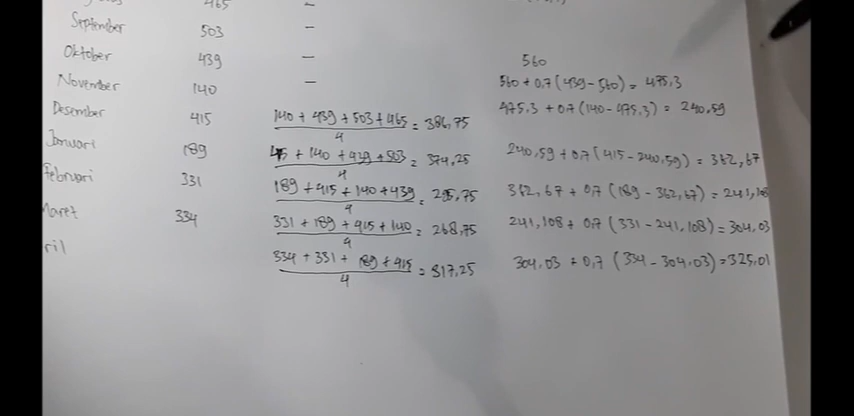 465 -
September 503 -
Oktober 439 - 560
November 140 - 560 + 0.7 (439 - 560) = 475.3
Desember 415 140 + 439 + 503 + 465 / 4 = 386,75 475.3 + 0.7 (140 - 475.3) = 240,59
Januari 189 415 + 140 + 439 + 503 / 4 = 374,25 240,59 + 0,7 (415 - 240,59) = 362,67
Februari 331 189 + 415 + 140 + 439 / 4 = 295,75 362,67 + 0,7 (189 - 362,67) = 241,108
Maret 334 331 + 189 + 415 + 140 / 4 = 268,75 241,108 + 0,7 (331 - 241,108) = 304,03
ril 334 + 331 + 189 + 415 / 4 = 317,25 304,03 + 0,7 (334 - 304,03) = 325,01